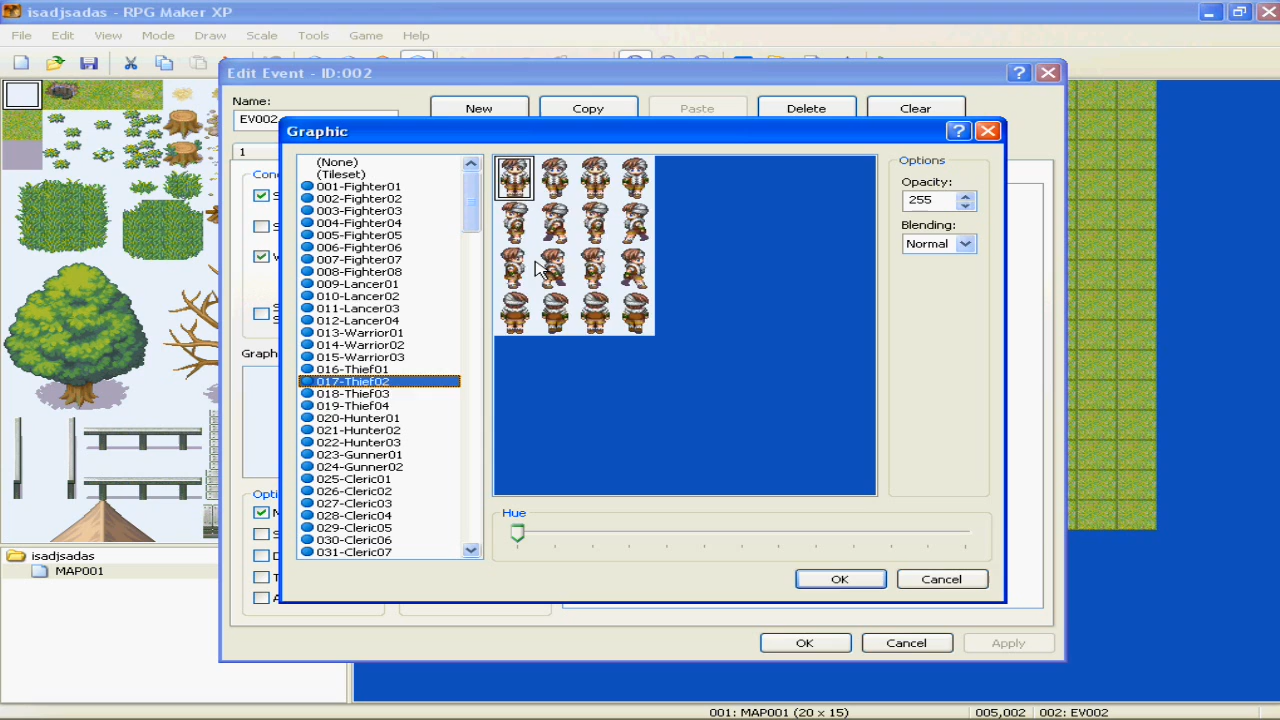 isadjsadas - RPG Maker XP
File Edit View Mode Draw Scale Tools Game Help
Edit Event - ID:002
Name:
EV002
New Copy Paste Delete Clear
1
Graphic
(None)
(Tileset)
001-Fighter01
002-Fighter02
003-Fighter03
004-Fighter04
005-Fighter05
006-Fighter06
007-Fighter07
008-Fighter08
009-Lancer01
010-Lancer02
011-Lancer03
012-Lancer04
013-Warrior01
014-Warrior02
015-Warrior03
016-Thief01
017-Thief02
018-Thief03
019-Thief04
020-Hunter01
021-Hunter02
022-Hunter03
023-Gunner01
024-Gunner02
025-Cleric01
026-Cleric02
027-Cleric03
028-Cleric04
029-Cleric05
030-Cleric06
031-Cleric07
Options
Opacity:
255
Blending:
Normal
Hue
OK Cancel
Con
Graph
Opti
OK Cancel Apply
isadjsadas
MAP001
001: MAP001 (20 x 15) 005,002 002: EV002